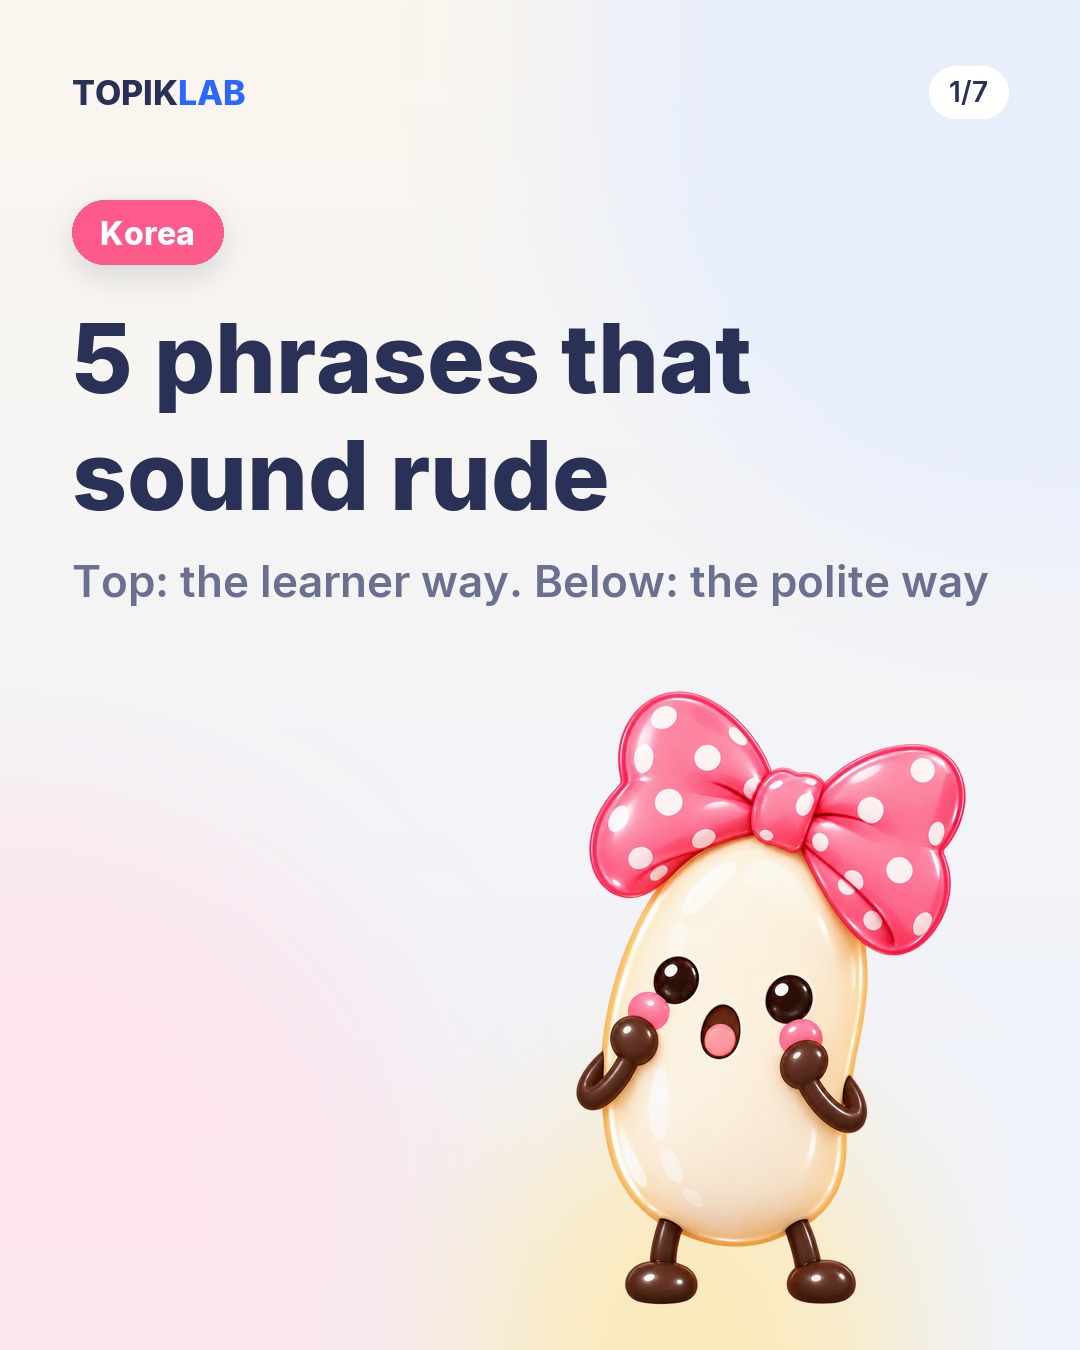 TOPIKLAB
1/7
Korea
5 phrases that
sound rude
Top: the learner way. Below: the polite way